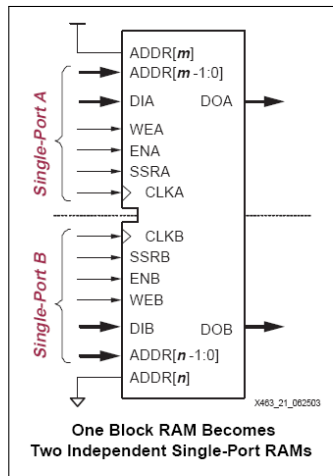 ADDR[m]
ADDR[m-1:0]
DIA
DOA
WEA
ENA
SSRA
CLKA
Single-Port A
CLKB
SSRB
ENB
WEB
DIB
DOB
ADDR[n-1:0]
ADDR[n]
Single-Port B
X463_21_062503
One Block RAM Becomes
Two Independent Single-Port RAMs